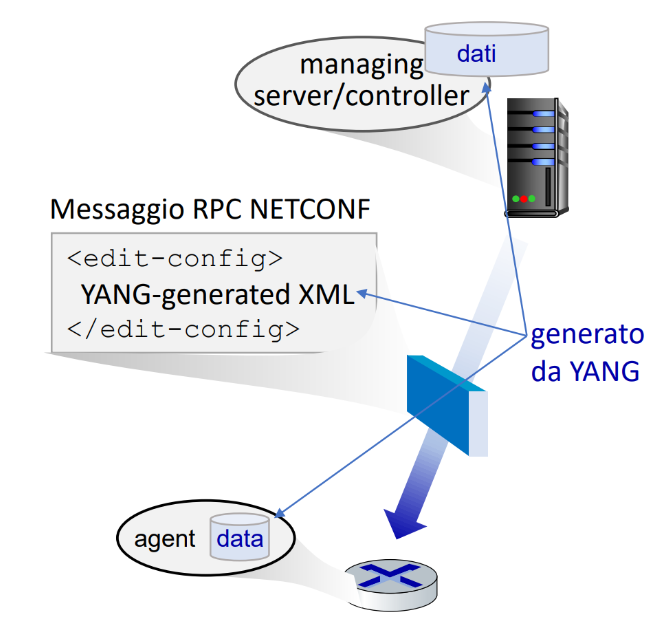 dati
managing
server/controller
Messaggio RPC NETCONF
<edit-config>
YANG-generated XML
</edit-config>
generato
da YANG
agent
data